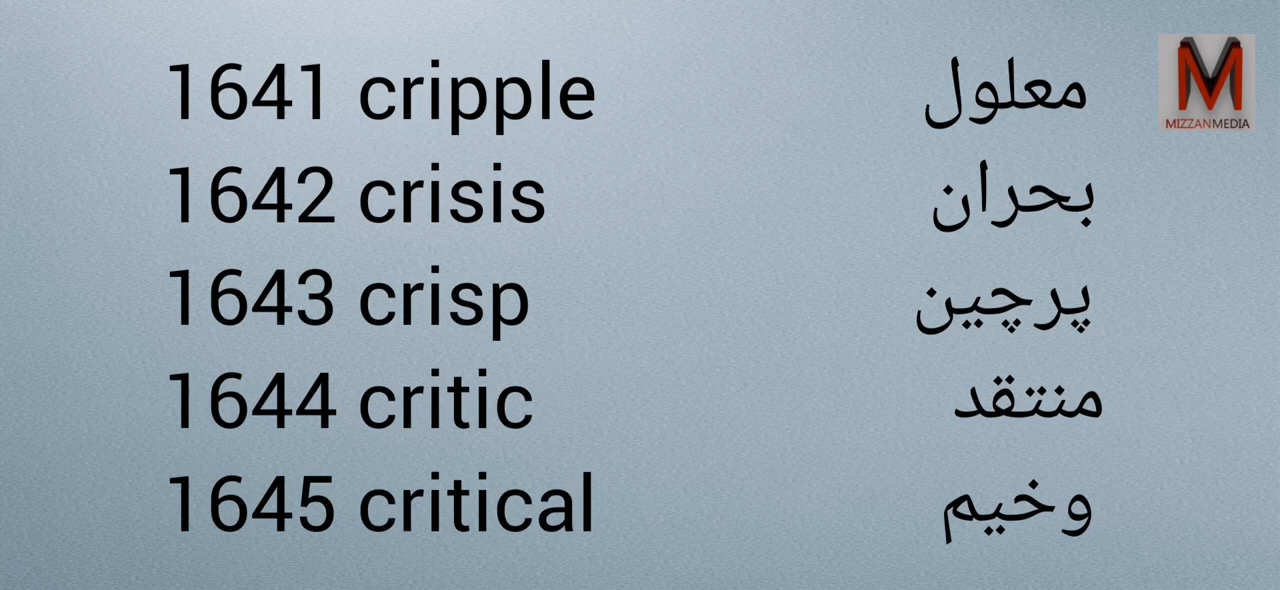 1641 cripple معلول
1642 crisis بحران
1643 crisp پرچین
1644 critic منتقد
1645 critical وخیم
M
MIZZANMEDIA